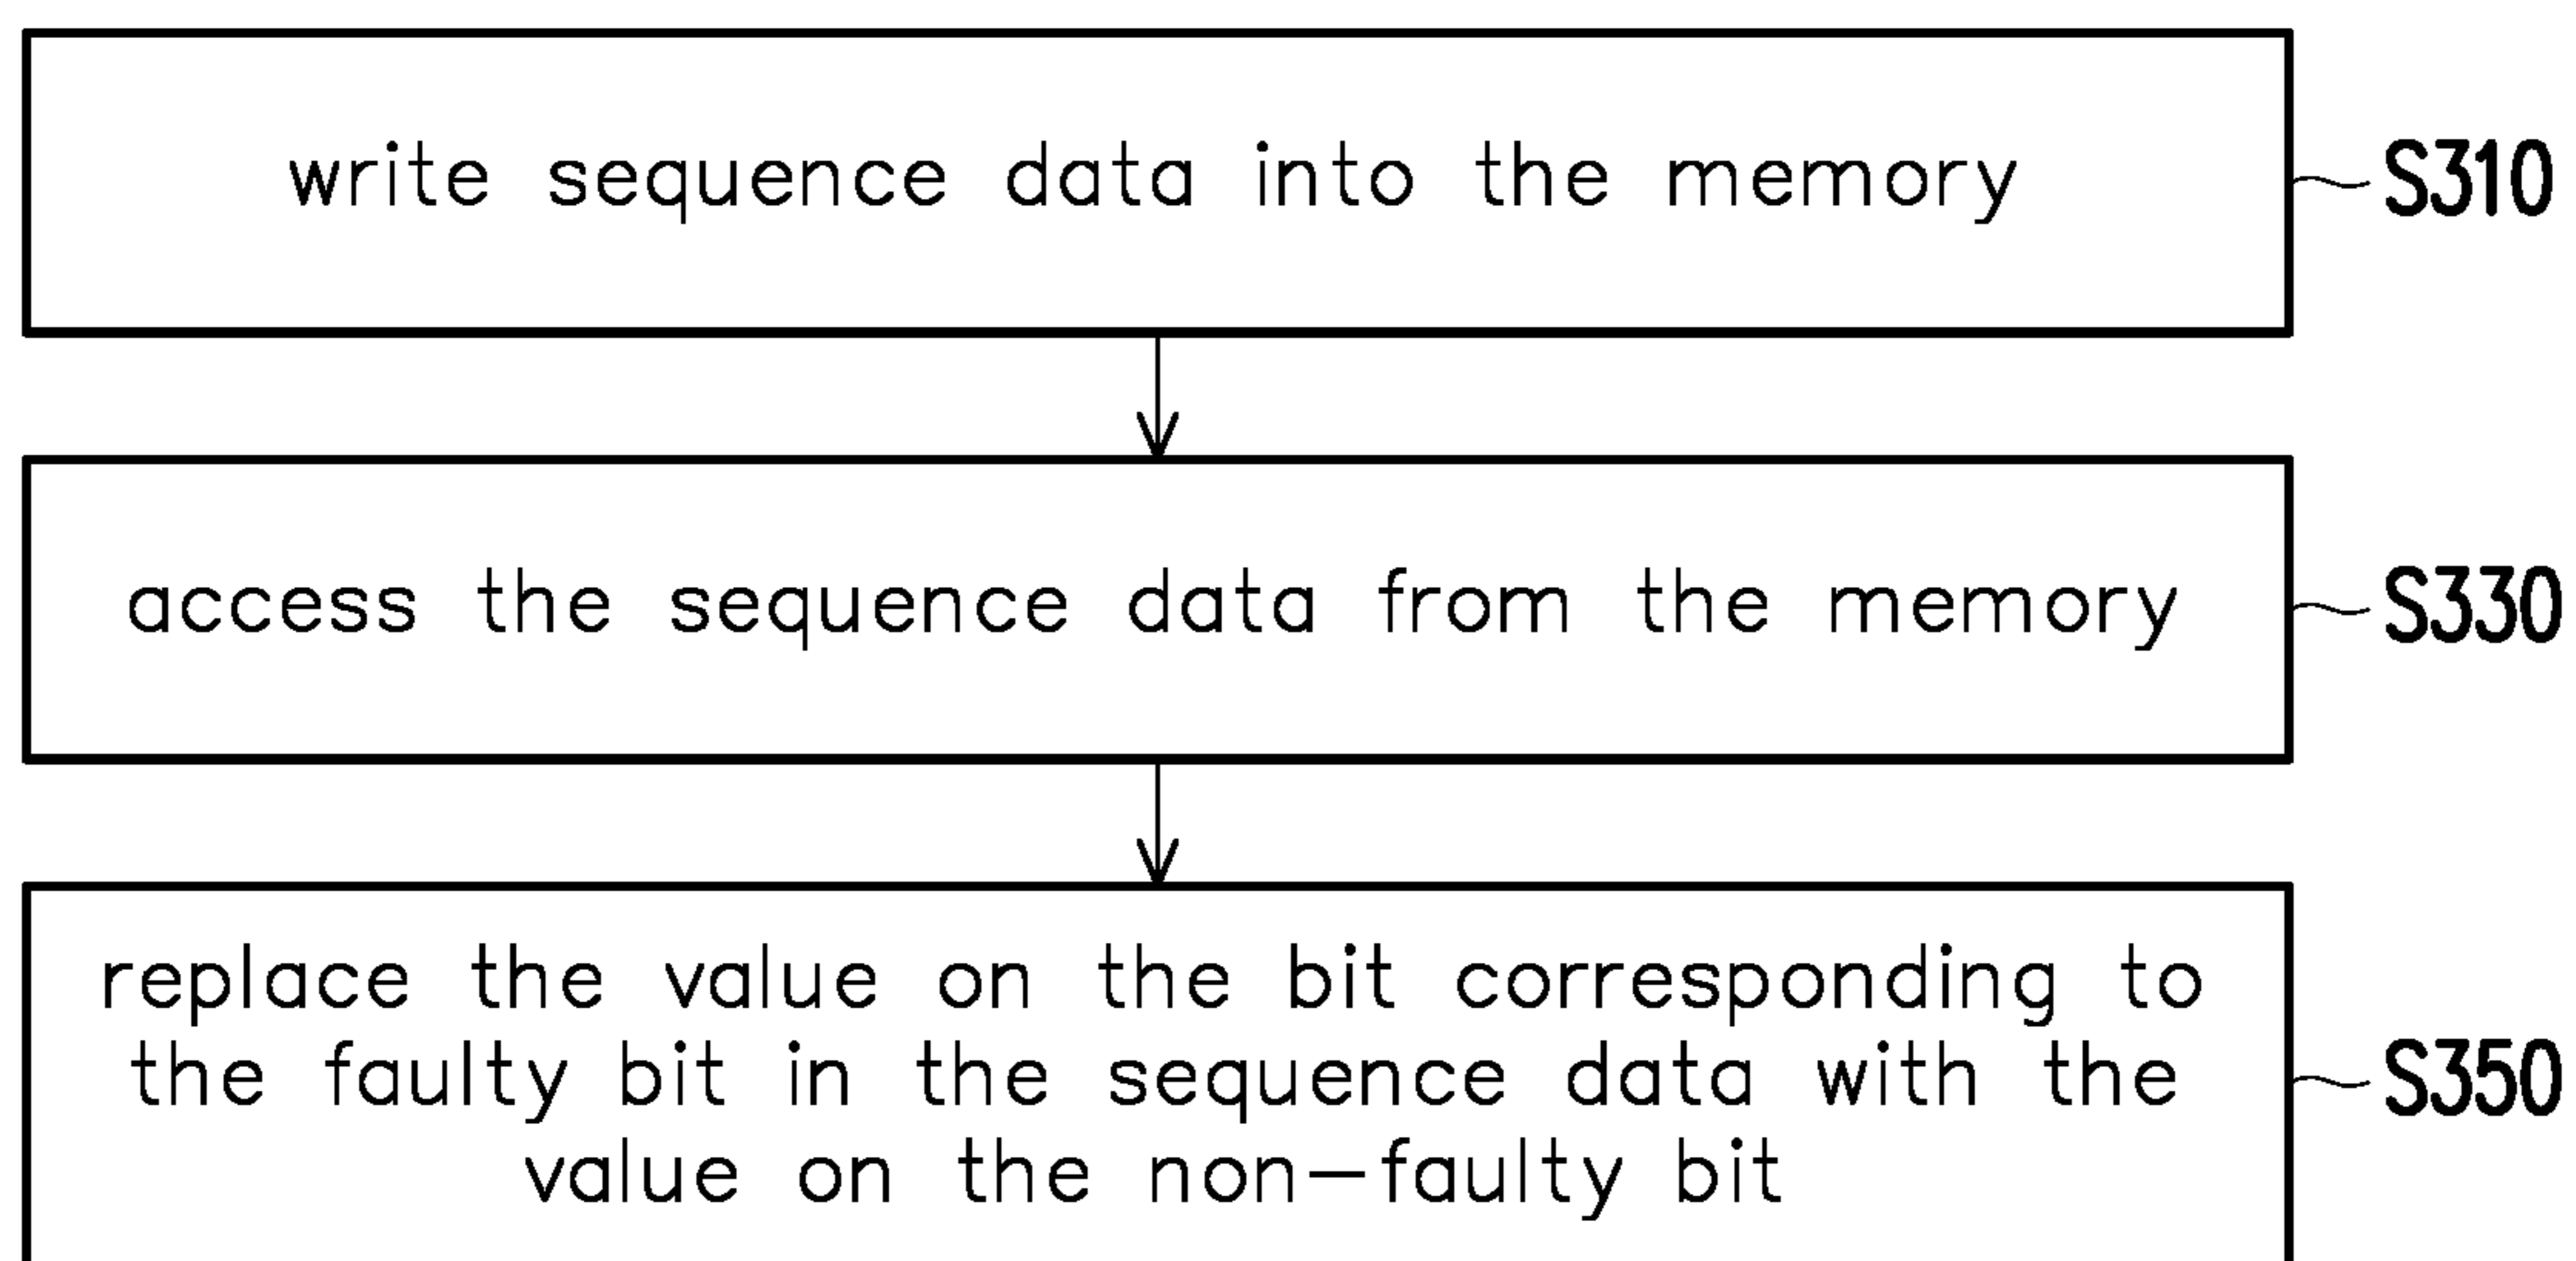 write sequence data into the memory
S310
access the sequence data from the memory
S330
replace the value on the bit corresponding to
the faulty bit in the sequence data with the
value on the non-faulty bit
S350